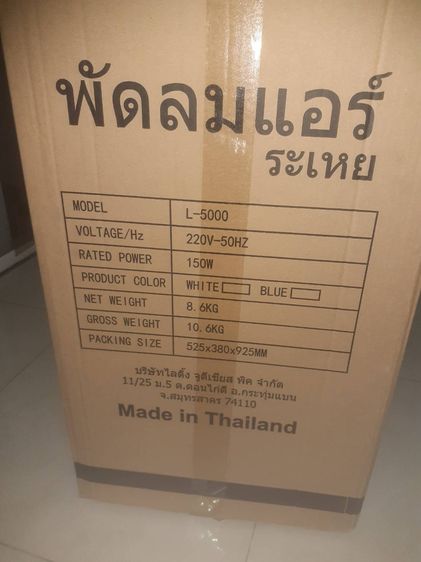 พัดลมแอร์
ระเหย
MODEL L-5000
VOLTAGE/Hz 220V-50HZ
RATED POWER 150W
PRODUCT COLOR WHITE BLUE
NET WEIGHT 8.6KG
GROSS WEIGHT 10.6KG
PACKING SIZE 525x380x925MM
บริษัทไลติ้ง จูดีเชียส พีค จำกัด
11/25 ม.5 ต.ดอนไก่ดี อ.กระทุ่มแบน
จ.สมุทรสาคร 74110
Made in Thailand